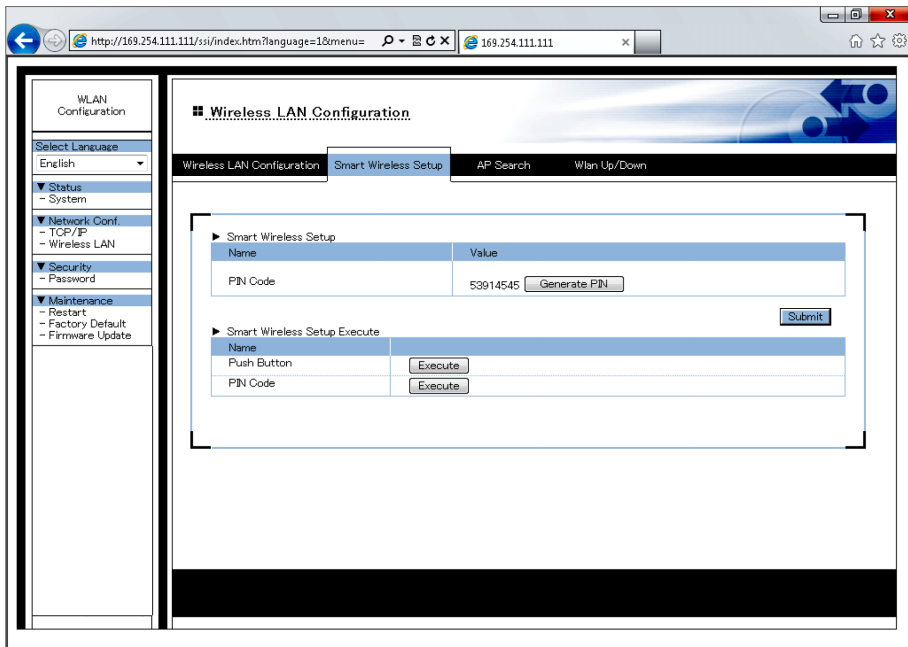 http://169.254.111.111/ssi/index.htm?language=1&menu=
169.254.111.111
WLAN
Configuration
Select Language
English
▼ Status
- System
▼ Network Conf.
- TCP/IP
- Wireless LAN
▼ Security
- Password
▼ Maintenance
- Restart
- Factory Default
- Firmware Update
Wireless LAN Configuration
Wireless LAN Configuration Smart Wireless Setup AP Search Wlan Up/Down
▶ Smart Wireless Setup
Name Value
PIN Code 53914545 Generate PIN
Submit
▶ Smart Wireless Setup Execute
Name
Push Button Execute
PIN Code Execute